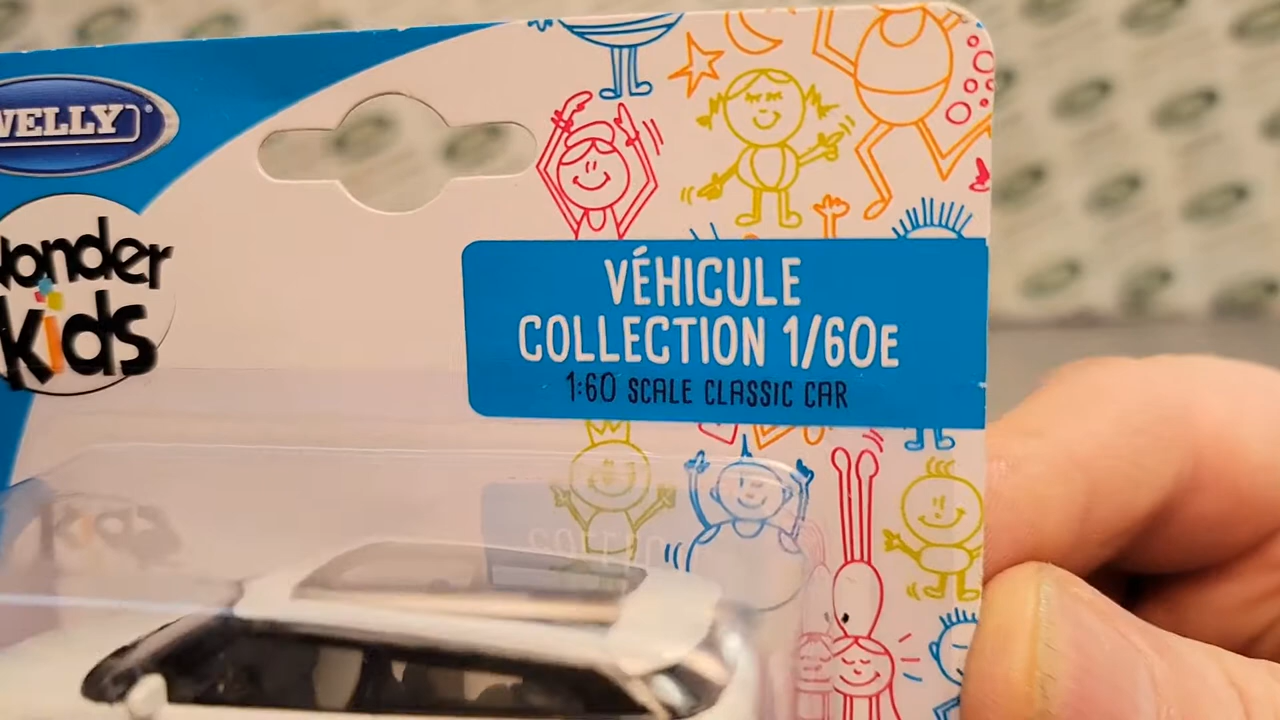 WELLY
Wonder
kids
VÉHICULE
COLLECTION 1/60E
1:60 SCALE CLASSIC CAR